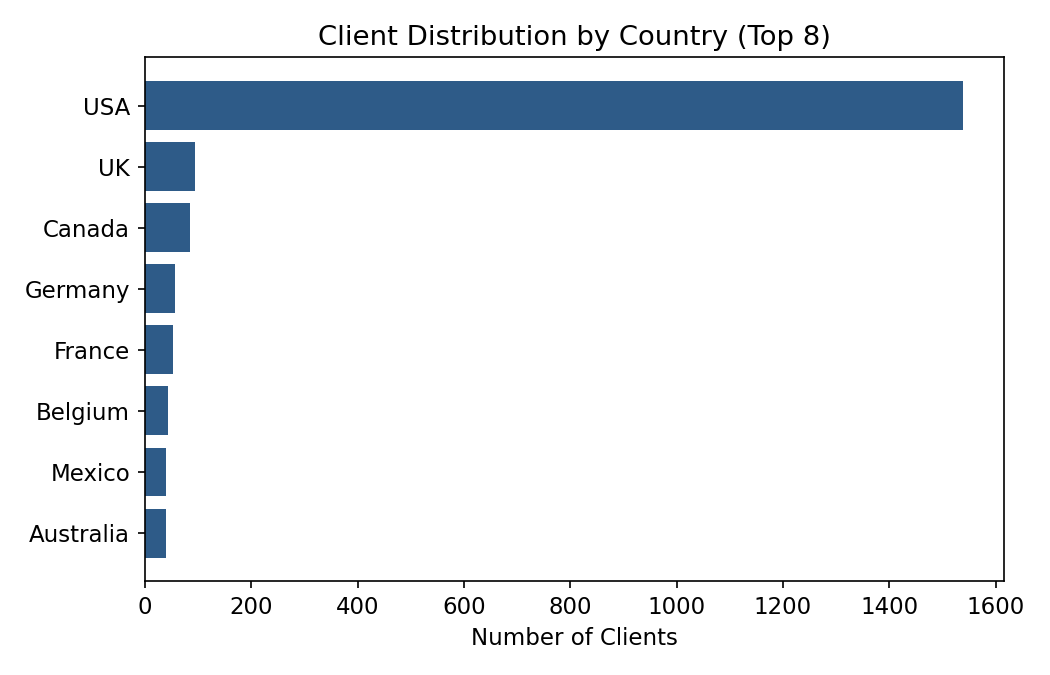 Client Distribution by Country (Top 8)
USA
UK
Canada
Germany
France
Belgium
Mexico
Australia
0 200 400 600 800 1000 1200 1400 1600
Number of Clients